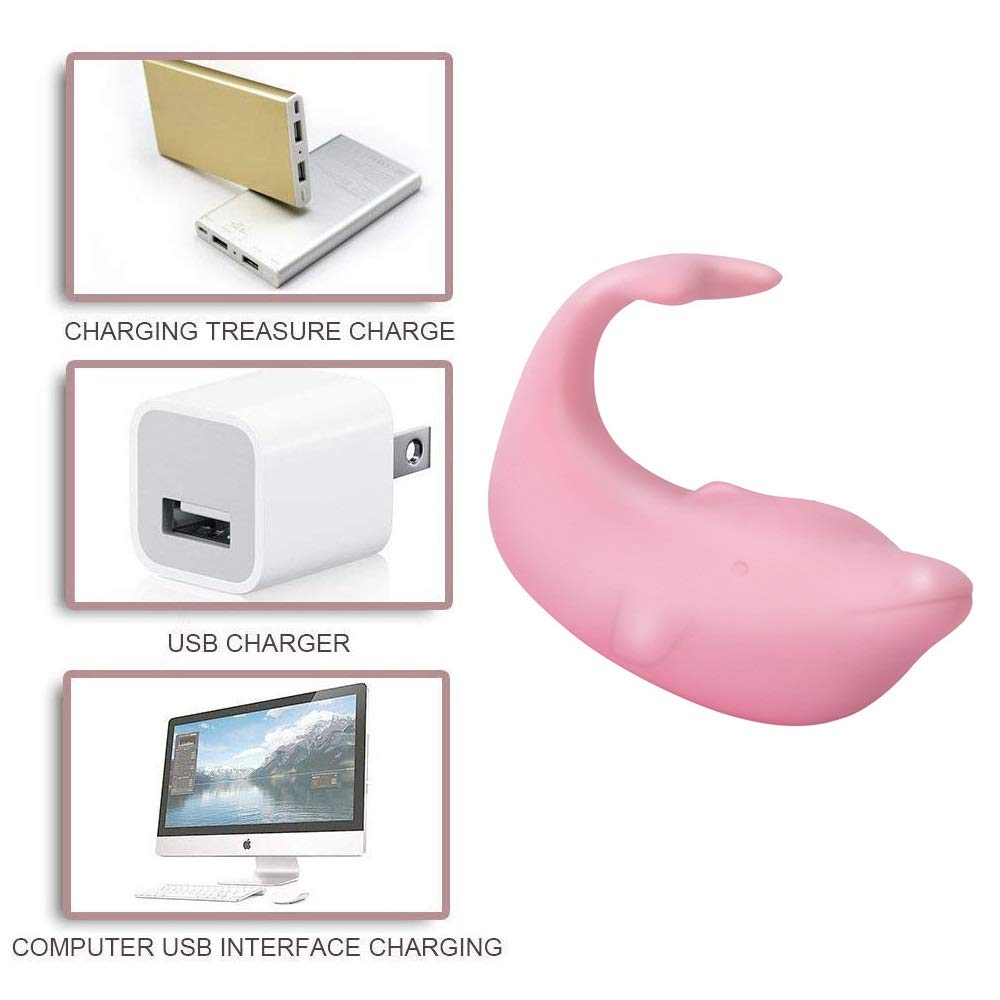 CHARGING TREASURE CHARGE
USB CHARGER
COMPUTER USB INTERFACE CHARGING